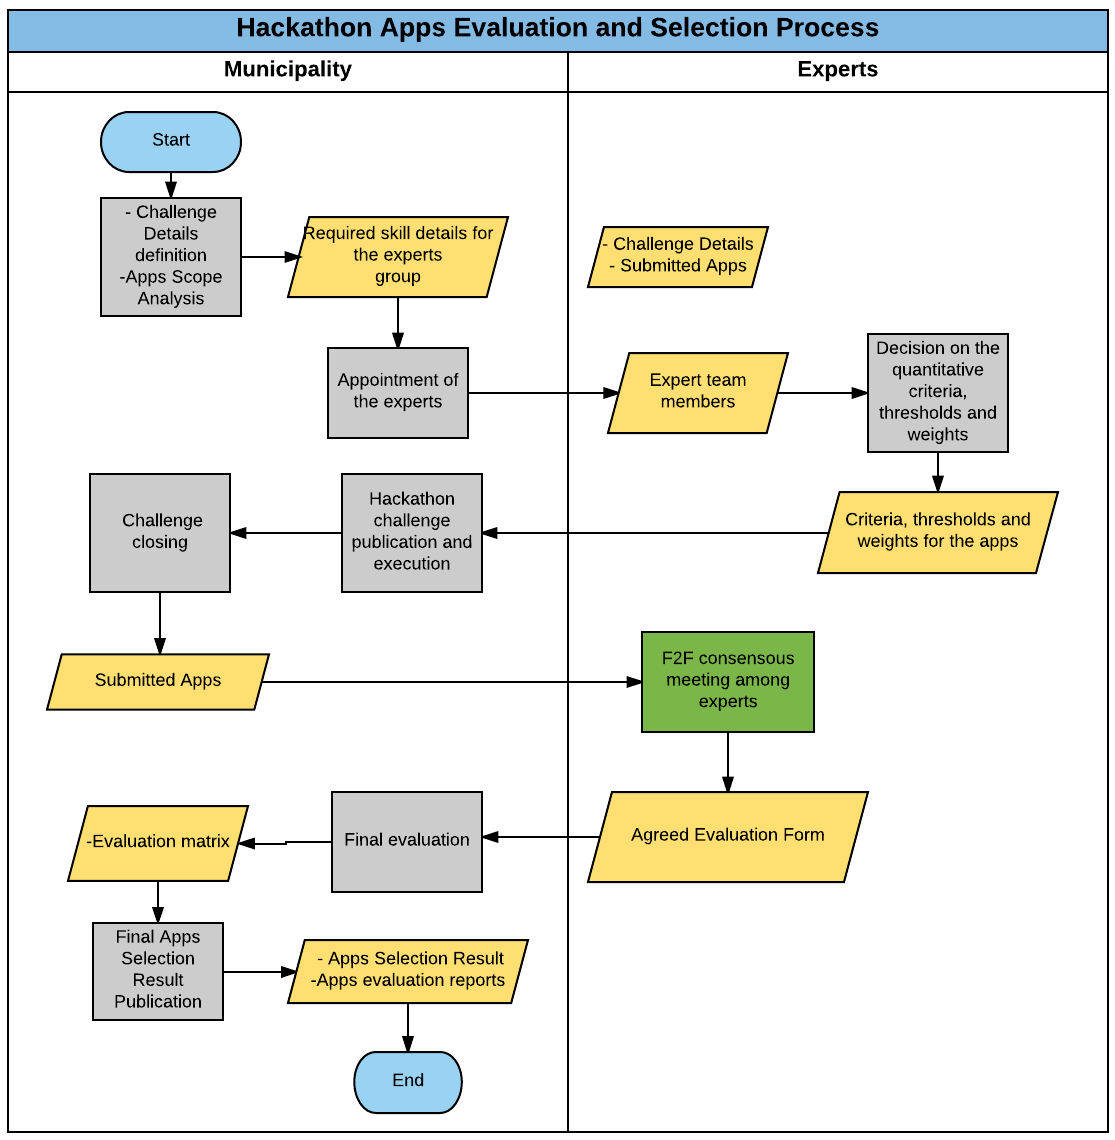 Hackathon Apps Evaluation and Selection Process
Municipality
Experts
Start
- Challenge
Details
definition
-Apps Scope
Analysis
Required skill details for
the experts
group
- Challenge Details
- Submitted Apps
Appointment of
the experts
Expert team
members
Decision on the
quantitative
criteria,
thresholds and
weights
Challenge
closing
Hackathon
challenge
publication and
execution
Criteria, thresholds and
weights for the apps
Submitted Apps
F2F consensous
meeting among
experts
-Evaluation matrix
Final evaluation
Agreed Evaluation Form
Final Apps
Selection
Result
Publication
- Apps Selection Result
-Apps evaluation reports
End